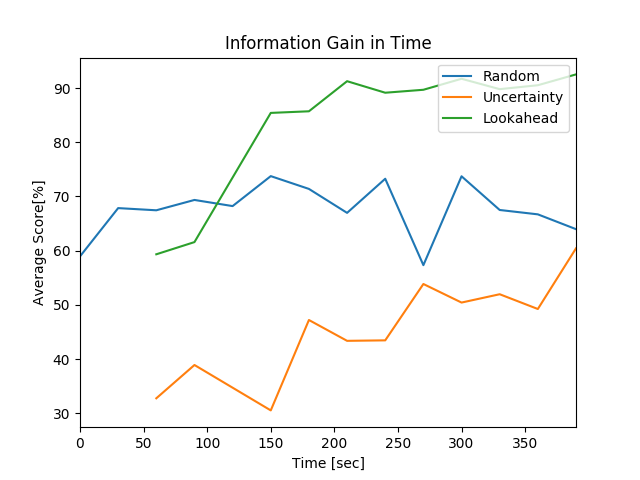 Information Gain in Time
Random
Uncertainty
Lookahead
Average Score[%]
90
80
70
60
50
40
30
0
50
100
150
200
250
300
350
Time [sec]